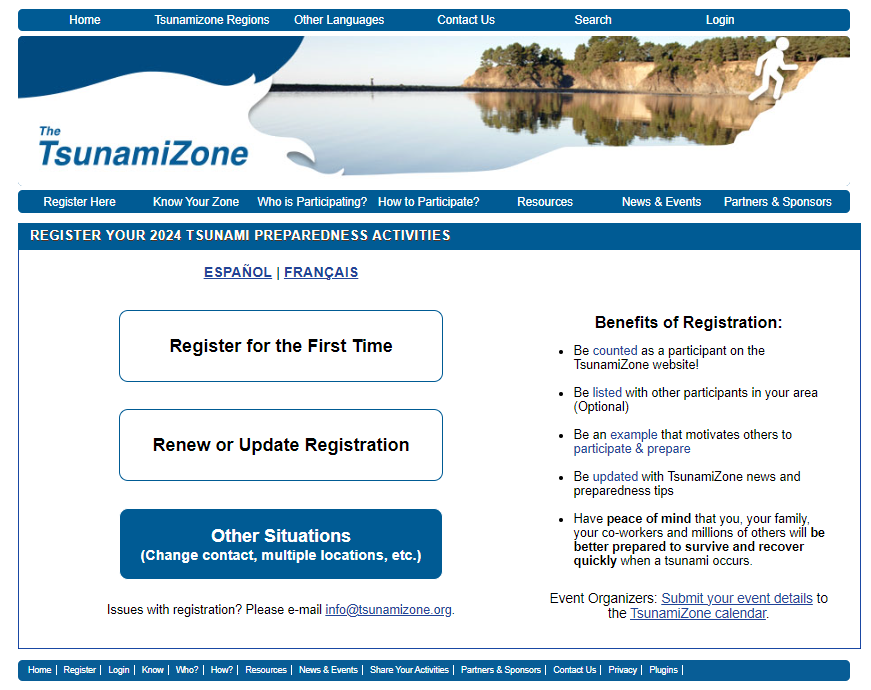 Home Tsunamizone Regions Other Languages Contact Us Search Login
The
TsunamiZone
Register Here Know Your Zone Who is Participating? How to Participate? Resources News & Events Partners & Sponsors
REGISTER YOUR 2024 TSUNAMI PREPAREDNESS ACTIVITIES
ESPAÑOL | FRANÇAIS
Register for the First Time
Renew or Update Registration
Other Situations
(Change contact, multiple locations, etc.)
Issues with registration? Please e-mail info@tsunamizone.org.
Benefits of Registration:
• Be counted as a participant on the
TsunamiZone website!
• Be listed with other participants in your area
(Optional)
• Be an example that motivates others to
participate & prepare
• Be updated with TsunamiZone news and
preparedness tips
• Have peace of mind that you, your family,
your co-workers and millions of others will be
better prepared to survive and recover
quickly when a tsunami occurs.
Event Organizers: Submit your event details to
the TsunamiZone calendar.
Home | Register | Login | Know | Who? | How? | Resources | News & Events | Share Your Activities | Partners & Sponsors | Contact Us | Privacy | Plugins |